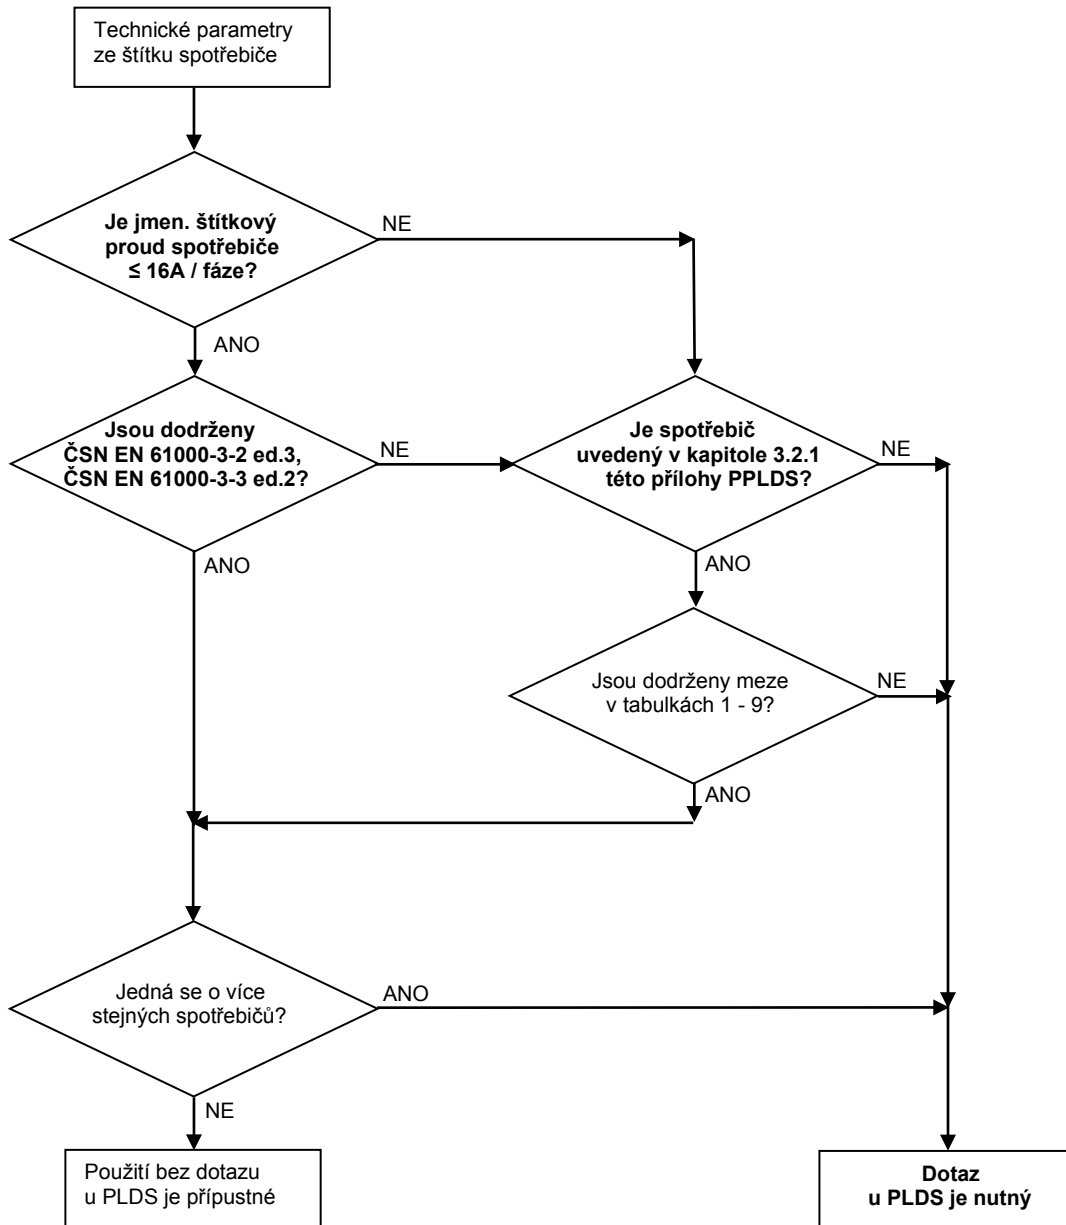 Technické parametry
ze štítku spotřebiče
Je jmen. štítkový
proud spotřebiče
≤ 16A / fáze?
NE
ANO
Jsou dodrženy
ČSN EN 61000-3-2 ed.3,
ČSN EN 61000-3-3 ed.2?
NE
ANO
Je spotřebič
uvedený v kapitole 3.2.1
této přílohy PPLDS?
NE
ANO
Jsou dodrženy meze
v tabulkách 1 - 9?
NE
ANO
Jedná se o více
stejných spotřebičů?
ANO
NE
Použití bez dotazu
u PLDS je přípustné
Dotaz
u PLDS je nutný